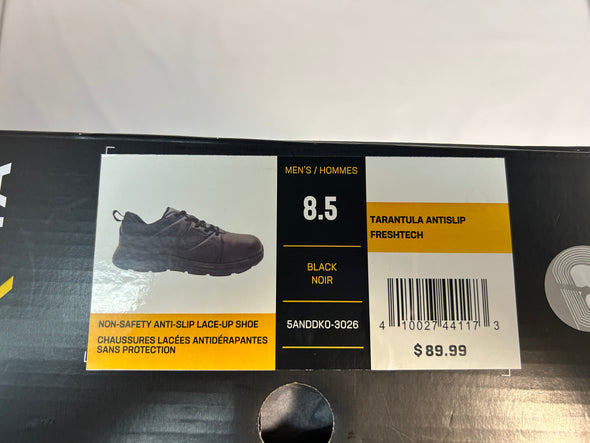 MEN'S / HOMMES
8.5
BLACK
NOIR
5ANDDKO-3026
NON-SAFETY ANTI-SLIP LACE-UP SHOE
CHAUSSURES LACÉES ANTIDÉRAPANTES
SANS PROTECTION
TARANTULA ANTISLIP
FRESHTECH
4 10027 44117 3
$89.99